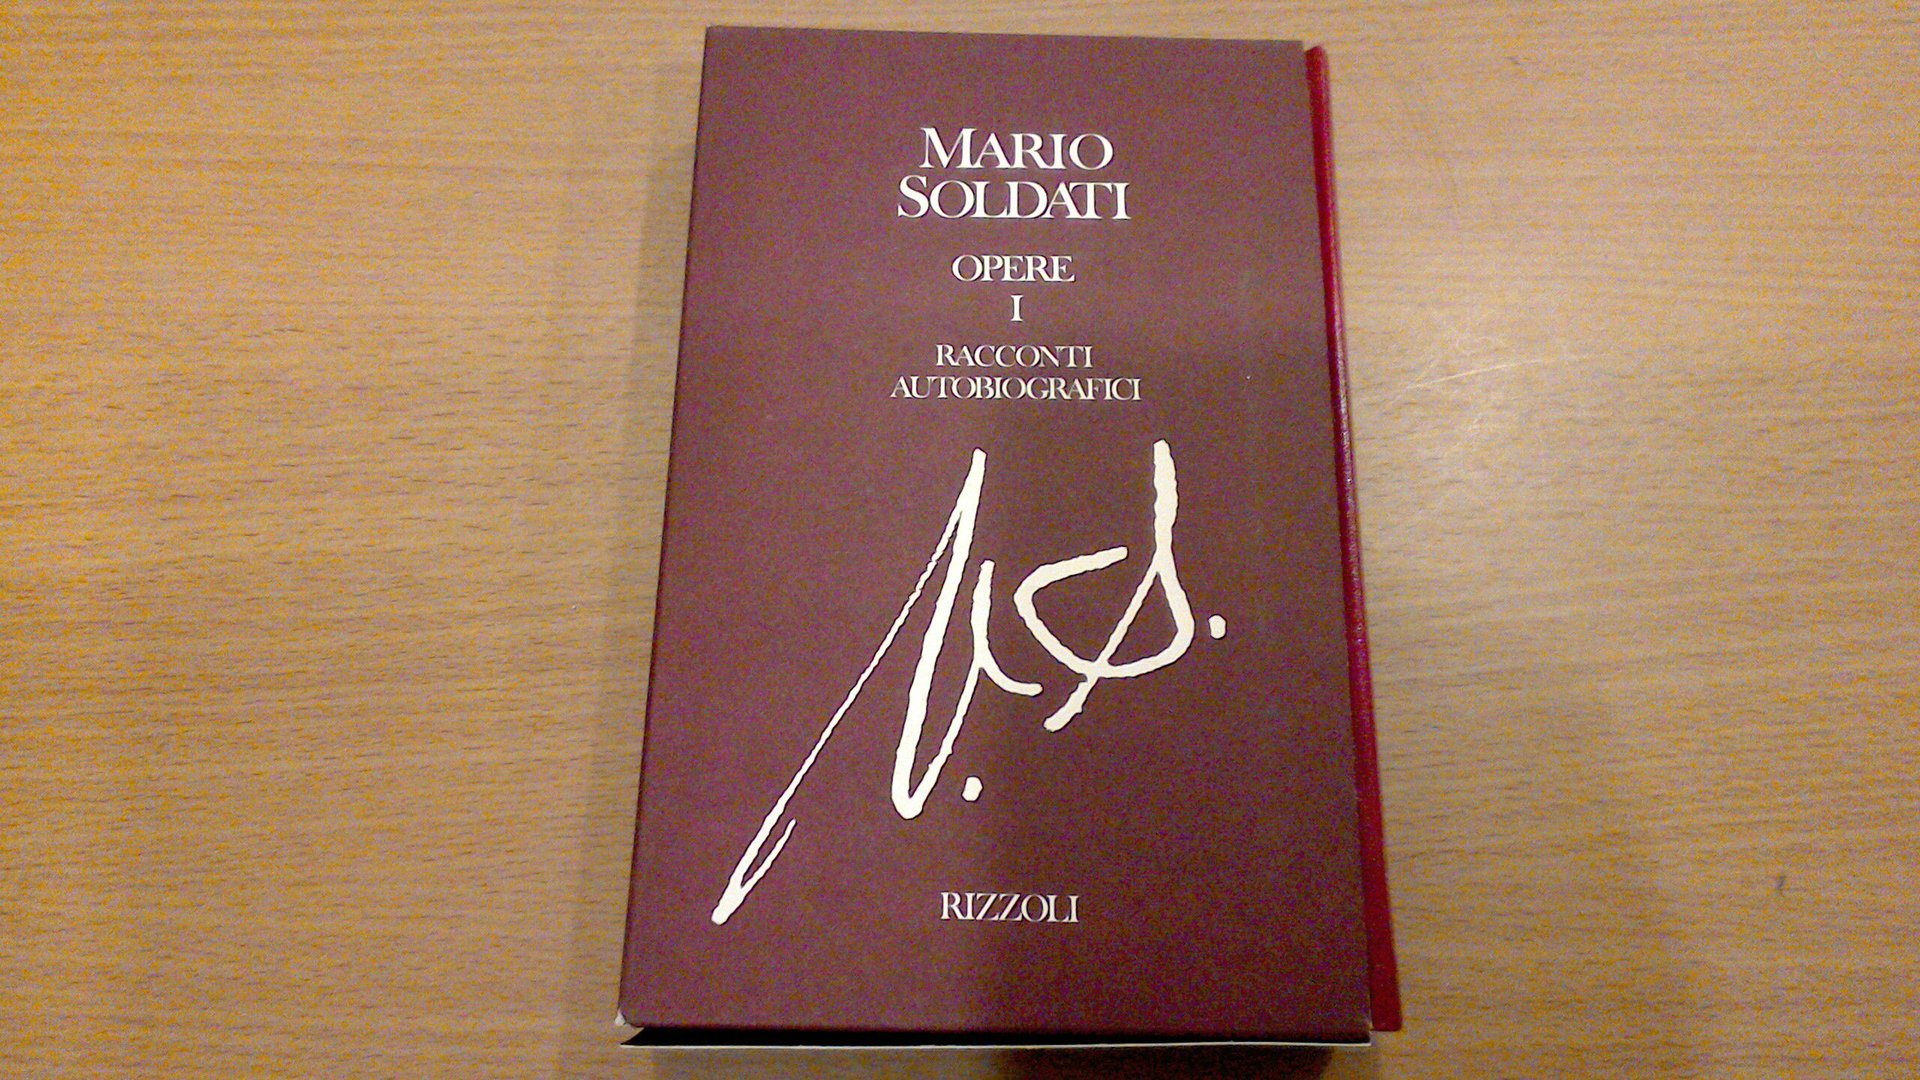 MARIO
SOLDATI
OPERE
I
RACCONTI
AUTOBIOGRAFICI
M.S.
RIZZOLI